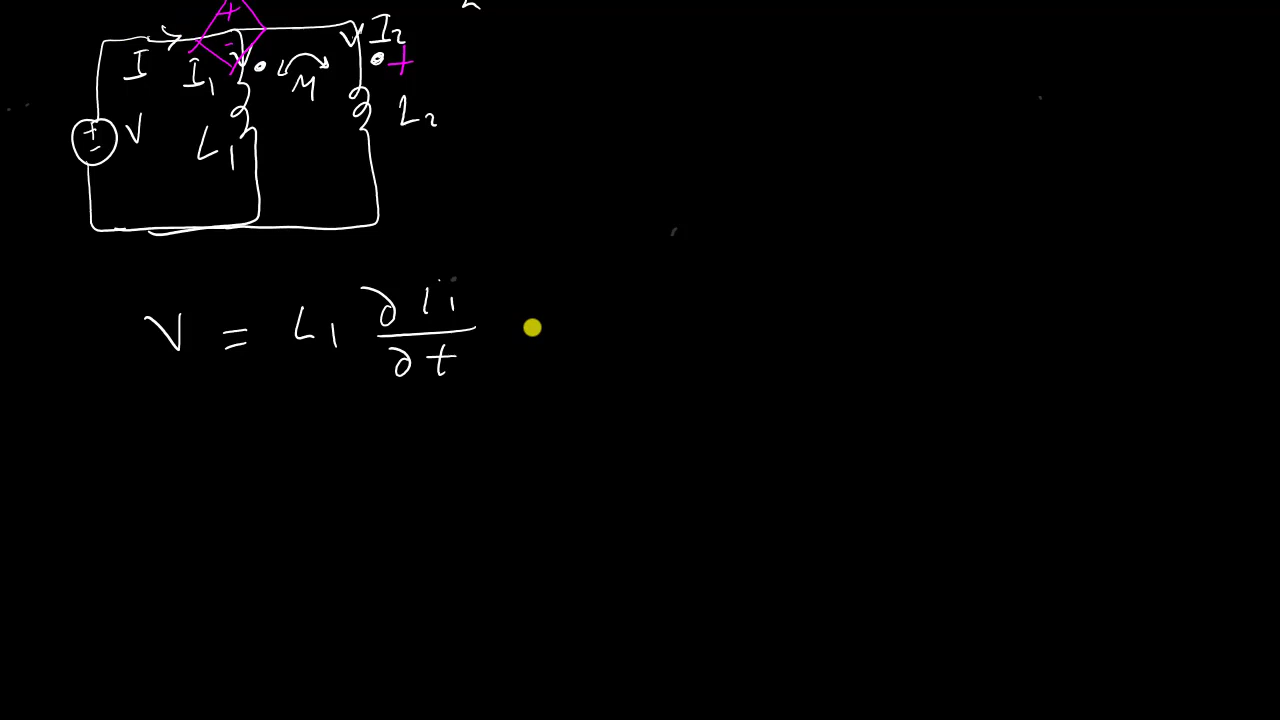 +
I I₁ - M I₂ +
+ - V L₁ L₂
V = L₁ ∂i₁/∂t